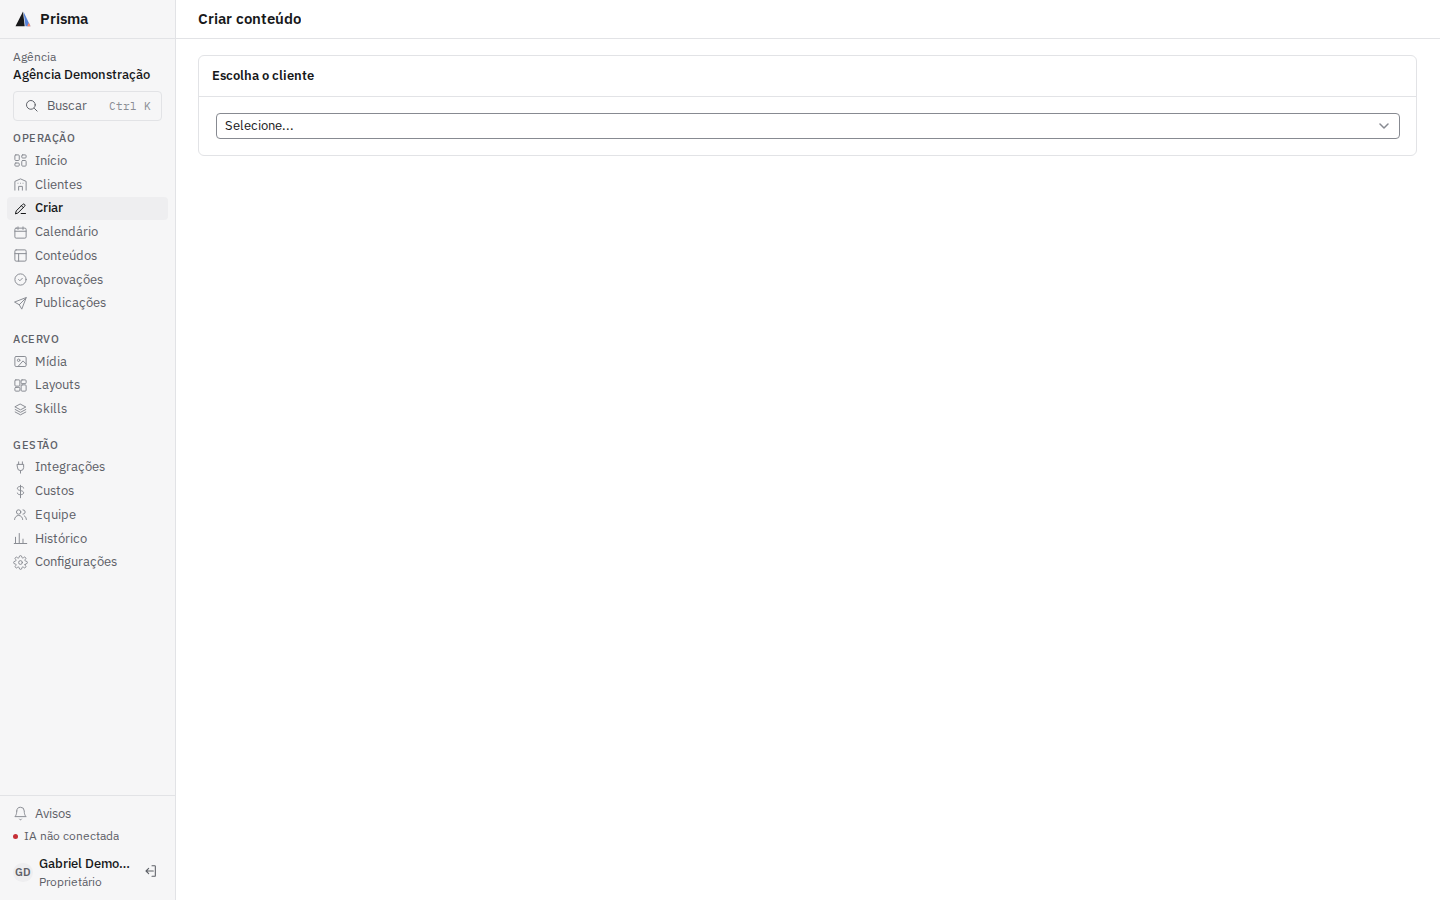 Prisma
Agência
Agência Demonstração
Buscar Ctrl K
OPERAÇÃO
Início
Clientes
Criar
Calendário
Conteúdos
Aprovações
Publicações
ACERVO
Mídia
Layouts
Skills
GESTÃO
Integrações
Custos
Equipe
Histórico
Configurações
Avisos
IA não conectada
GD
Gabriel Demo...
Proprietário
Criar conteúdo
Escolha o cliente
Selecione...